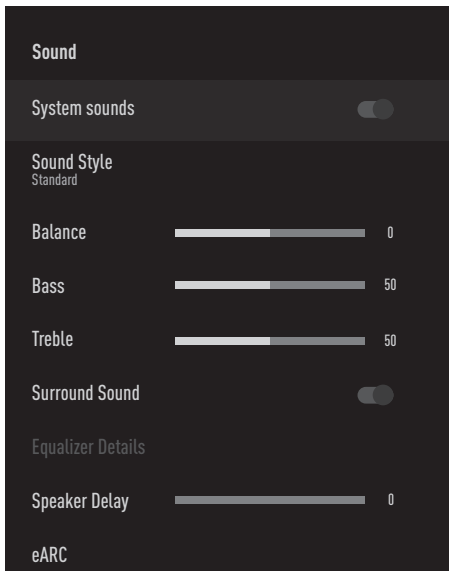 Sound
System sounds
Sound Style
Standard
Balance 0
Bass 50
Treble 50
Surround Sound
Equalizer Details
Speaker Delay 0
eARC